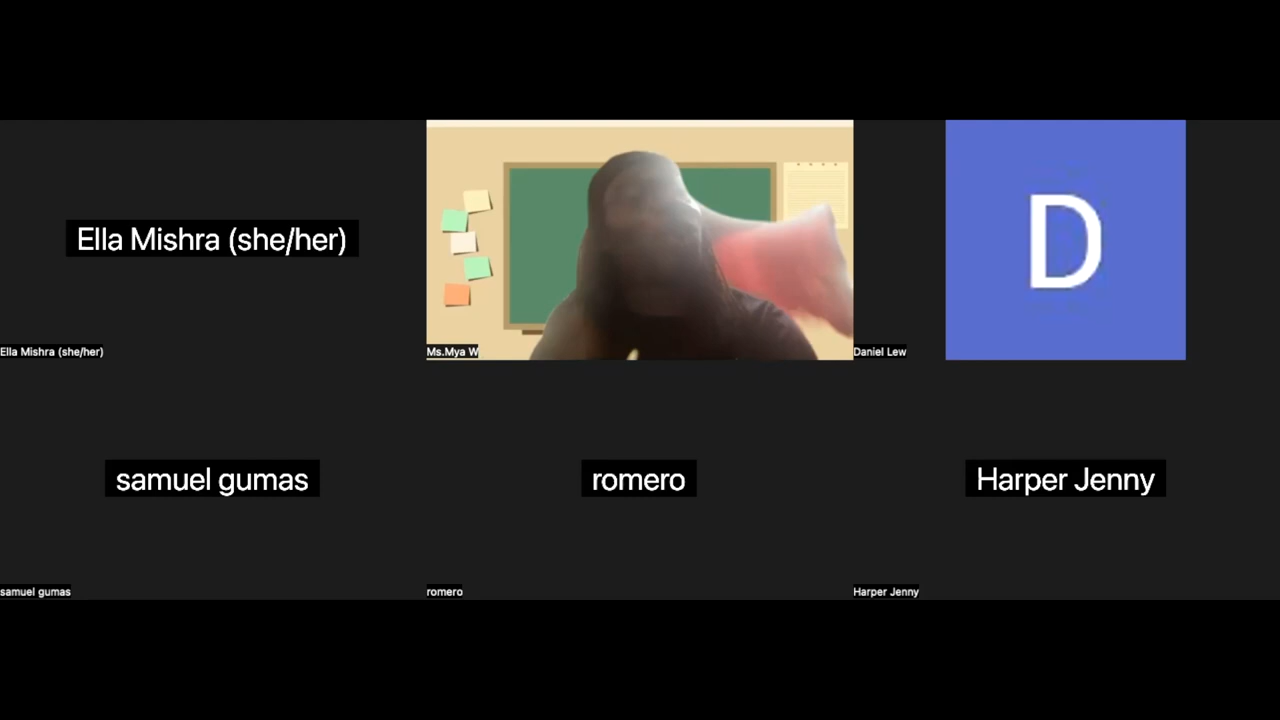 Ella Mishra (she/her)
Ella Mishra (she/her)
Ms.Mya W
D
Daniel Lew
samuel gumas
samuel gumas
romero
romero
Harper Jenny
Harper Jenny